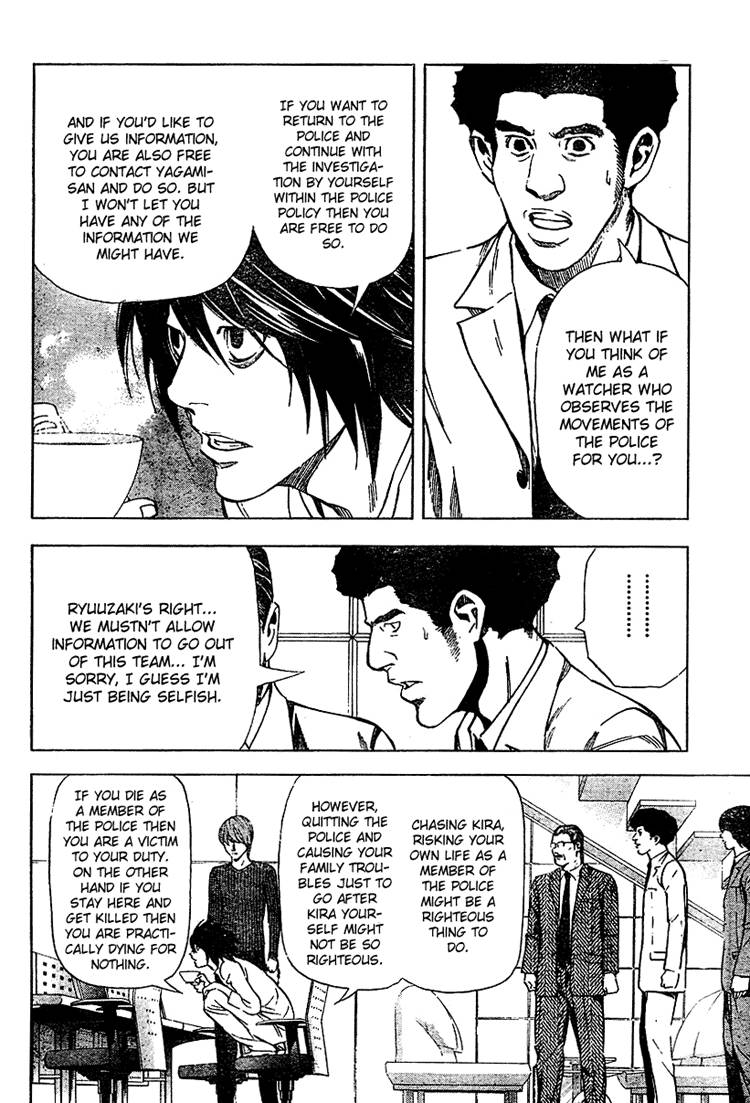 THEN WHAT IF
YOU THINK OF
ME AS A
WATCHER WHO
OBSERVES THE
MOVEMENTS OF
THE POLICE
FOR YOU...?
IF YOU WANT TO
RETURN TO THE
POLICE AND
CONTINUE WITH
THE INVESTIGA-
TION BY YOURSELF
WITHIN THE POLICE
POLICY THEN YOU
ARE FREE TO DO
SO.
AND IF YOU'D LIKE TO
GIVE US INFORMATION,
YOU ARE ALSO FREE
TO CONTACT YAGAMI-
SAN AND DO SO. BUT
I WON'T LET YOU
HAVE ANY OF THE
INFORMATION WE
MIGHT HAVE.
RYUUZAKI'S RIGHT...
WE MUSTN'T ALLOW
INFORMATION TO GO OUT
OF THIS TEAM... I'M
SORRY, I GUESS I'M
JUST BEING SELFISH.
CHASING KIRA,
RISKING YOUR
OWN LIFE AS A
MEMBER OF
THE POLICE
MIGHT BE A
RIGHTEOUS
THING TO
DO.
HOWEVER,
QUITTING THE
POLICE AND
CAUSING YOUR
FAMILY TROU-
BLES JUST TO
GO AFTER
KIRA YOUR-
SELF MIGHT
NOT BE SO
RIGHTEOUS.
IF YOU DIE AS
A MEMBER OF
THE POLICE THEN
YOU ARE A VICTIM
TO YOUR DUTY.
ON THE OTHER
HAND IF YOU
STAY HERE AND
GET KILLED THEN
YOU ARE PRACTI-
CALLY DYING FOR
NOTHING.